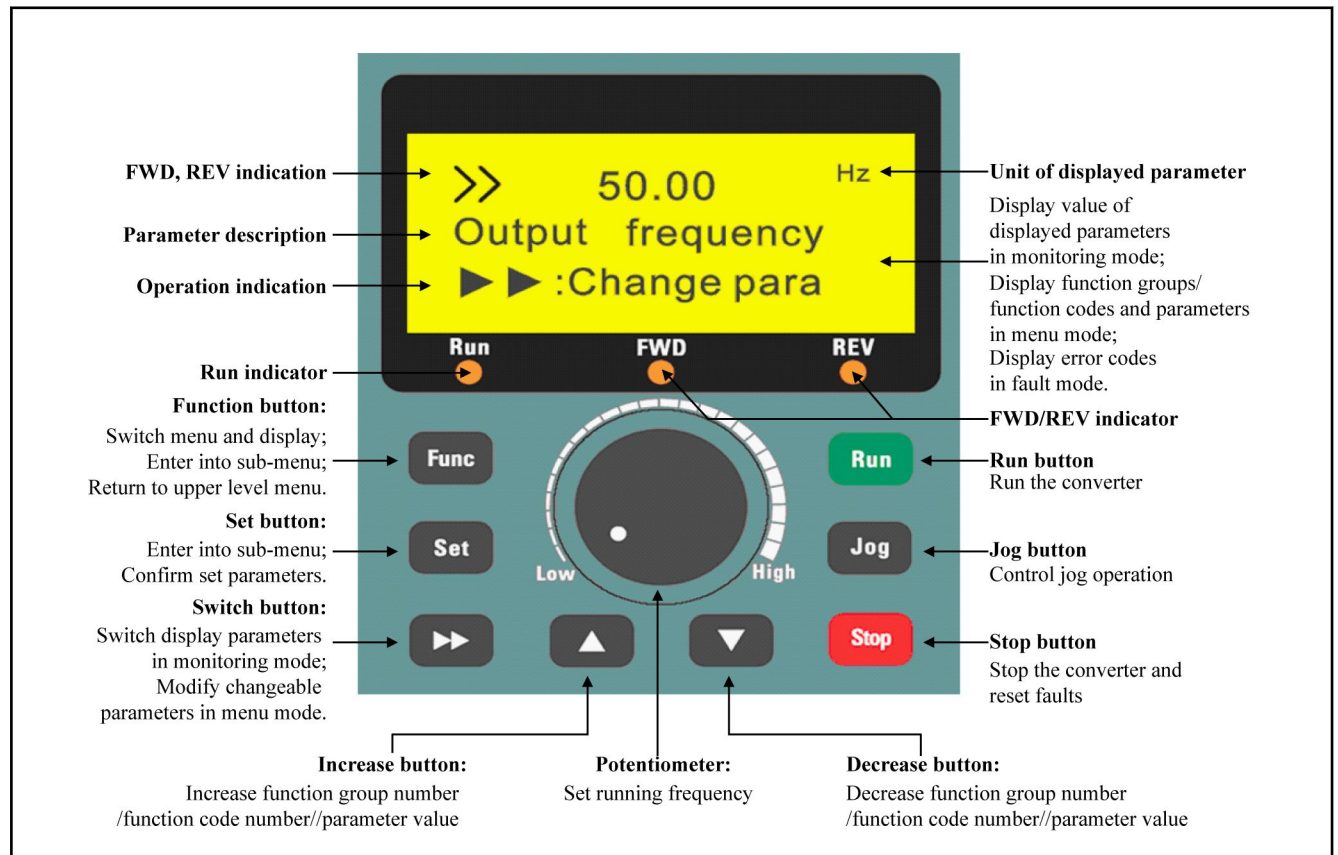 FWD, REV indication
Parameter description
Operation indication
Run indicator
Function button:
Switch menu and display;
Enter into sub-menu;
Return to upper level menu.
Set button:
Enter into sub-menu;
Confirm set parameters.
Switch button:
Switch display parameters
in monitoring mode;
Modify changeable
parameters in menu mode.
>> 50.00 Hz
Output frequency
▶▶ :Change para
Run FWD REV
Func
Set
▶▶
Low
High
▲
▼
Run
Jog
Stop
Unit of displayed parameter
Display value of
displayed parameters
in monitoring mode;
Display function groups/
function codes and parameters
in menu mode;
Display error codes
in fault mode.
FWD/REV indicator
Run button
Run the converter
Jog button
Control jog operation
Stop button
Stop the converter and
reset faults
Increase button:
Increase function group number
/function code number//parameter value
Potentiometer:
Set running frequency
Decrease button:
Decrease function group number
/function code number//parameter value